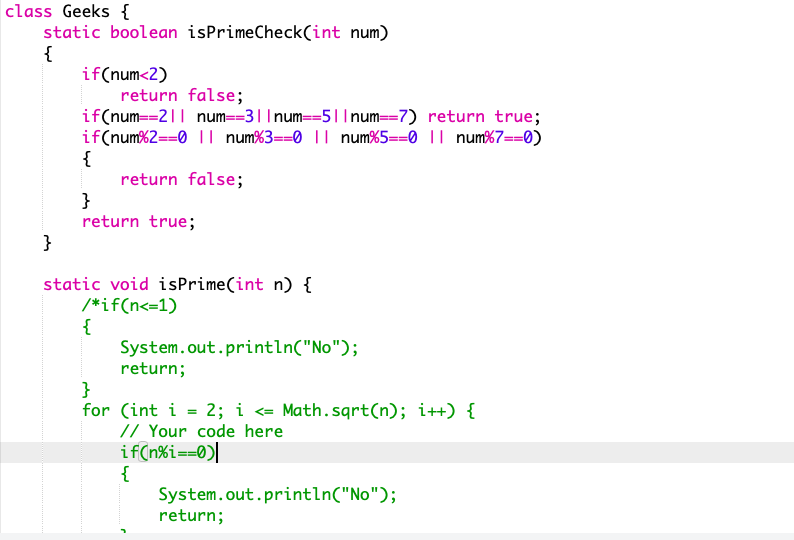 class Geeks {
    static boolean isPrimeCheck(int num)
    {
        if(num<2)
            return false;
        if(num==2|| num==3||num==5||num==7) return true;
        if(num%2==0 || num%3==0 || num%5==0 || num%7==0)
        {
            return false;
        }
        return true;
    }

    static void isPrime(int n) {
        /*if(n<=1)
        {
            System.out.println("No");
            return;
        }
        for (int i = 2; i <= Math.sqrt(n); i++) {
            // Your code here
            if(n%i==0)
            {
                System.out.println("No");
                return;